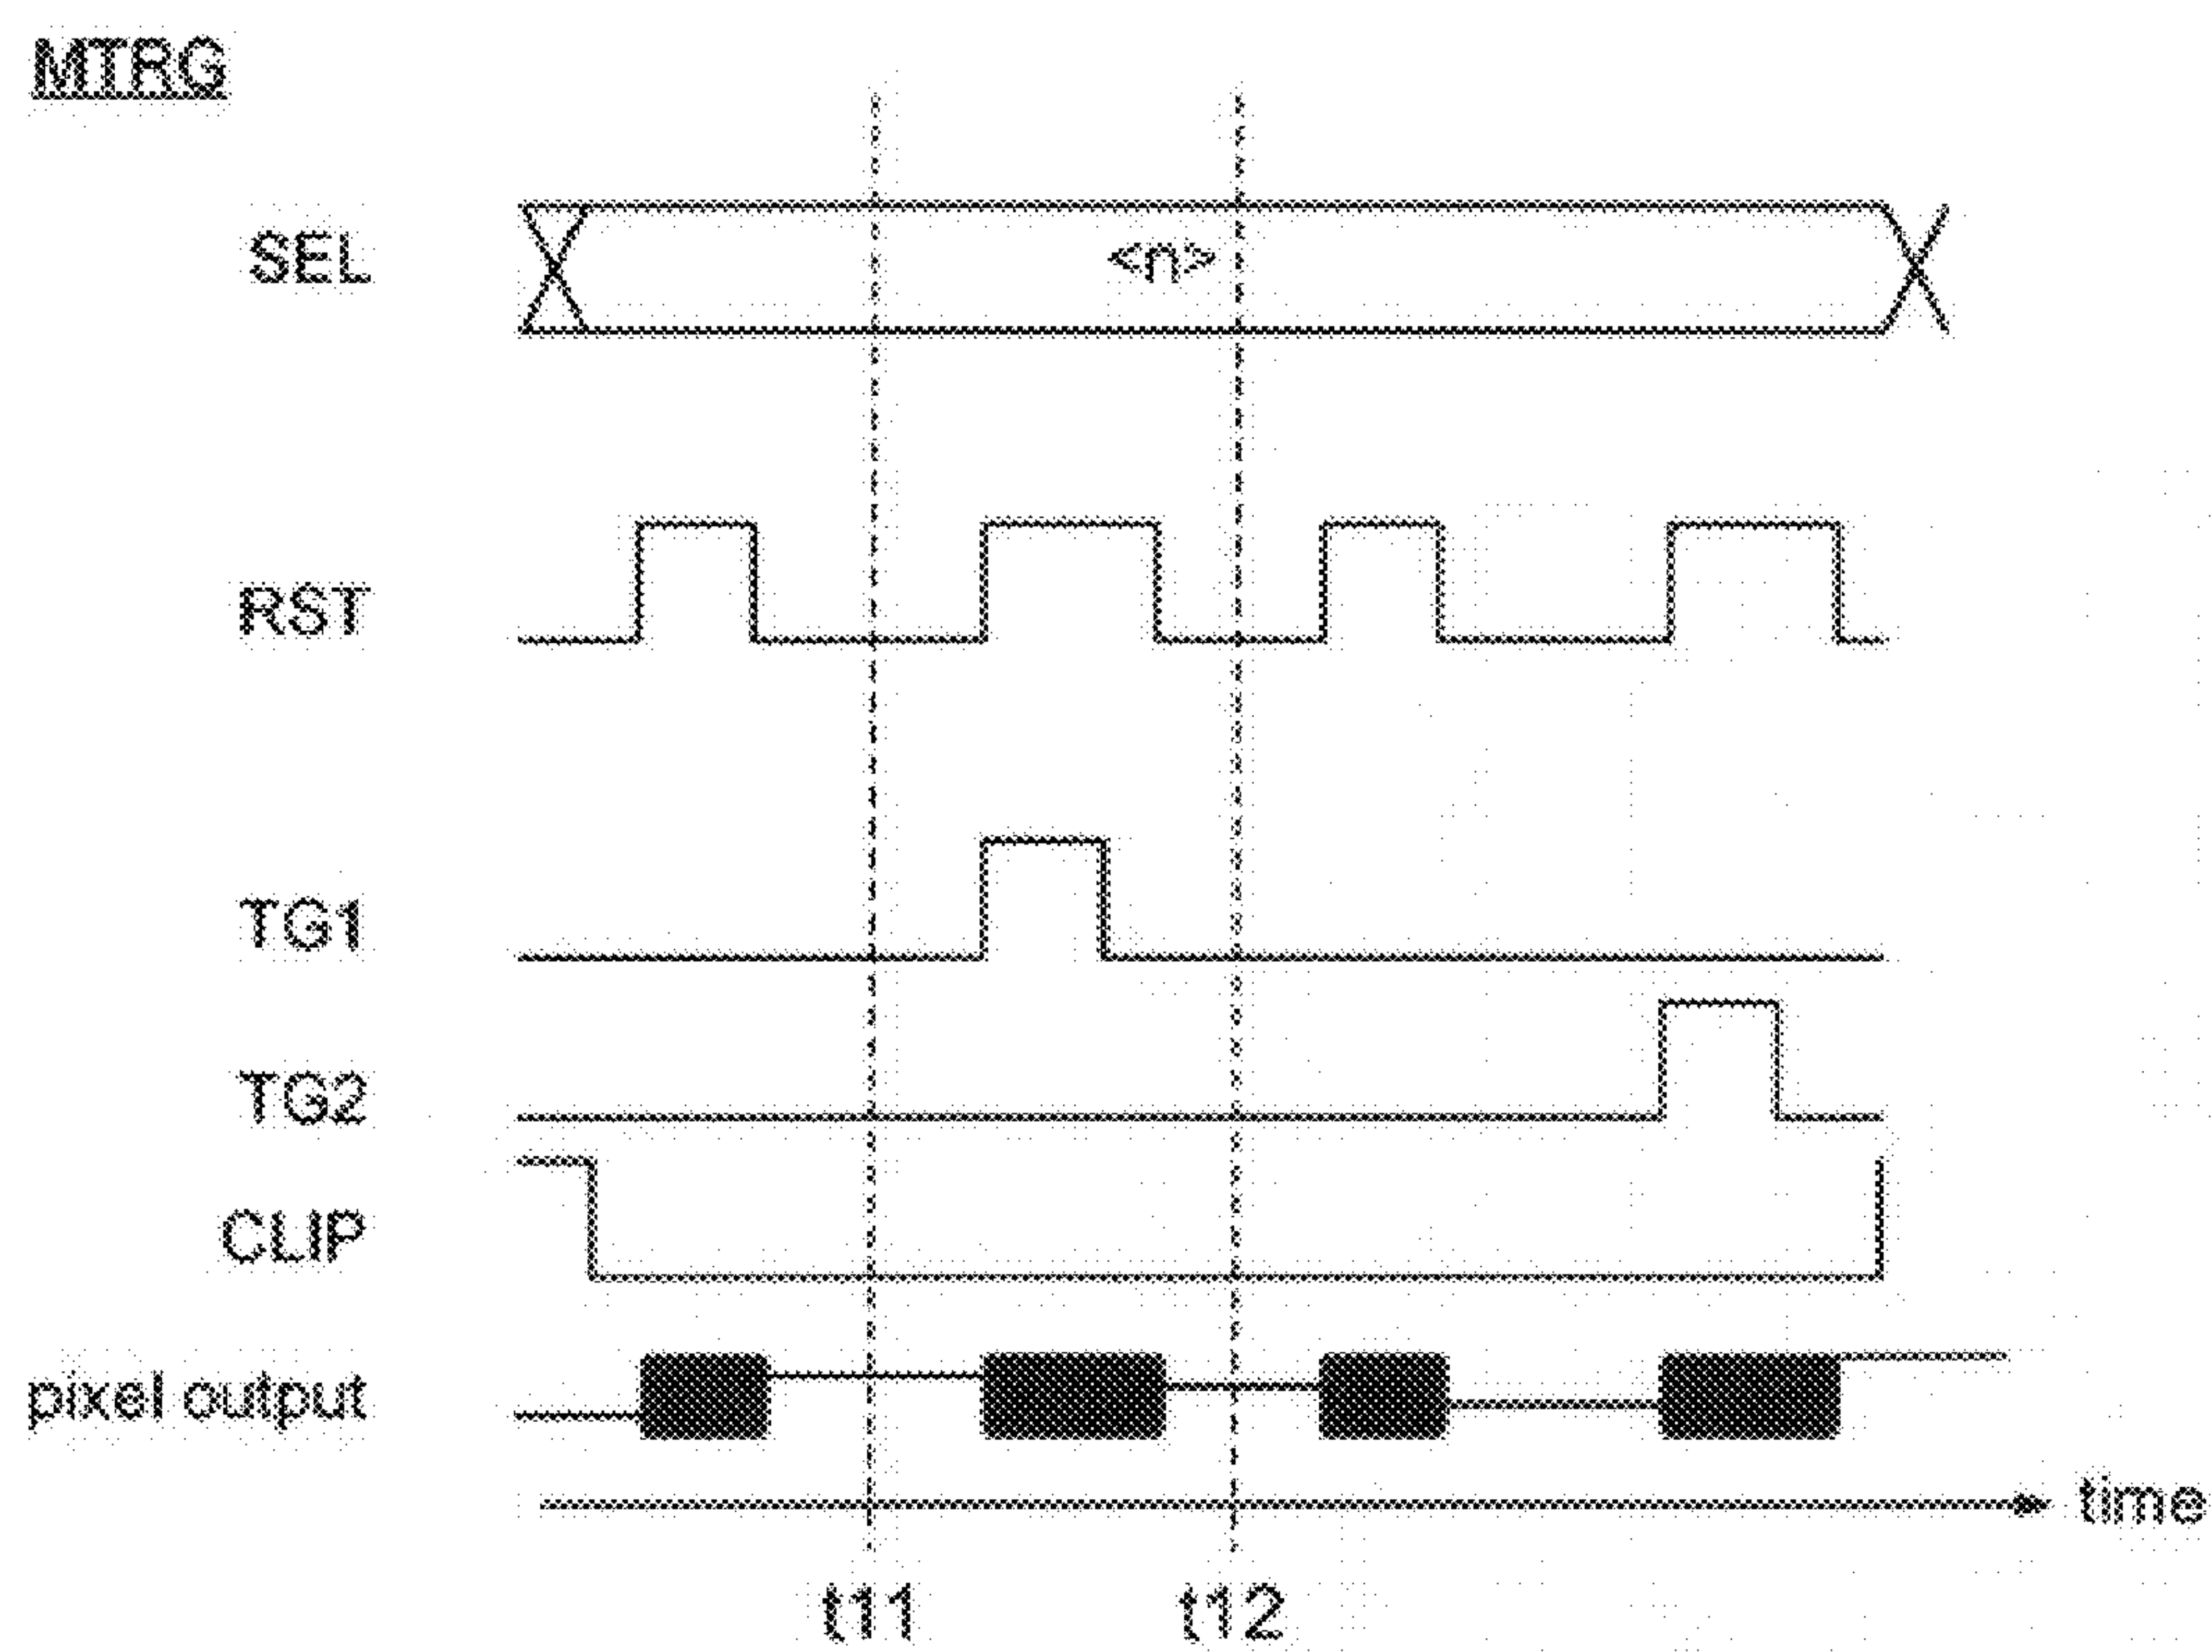 MTRG
SEL
<n>
RST
TG1
TG2
CLIP
pixel output
time
t11
t12